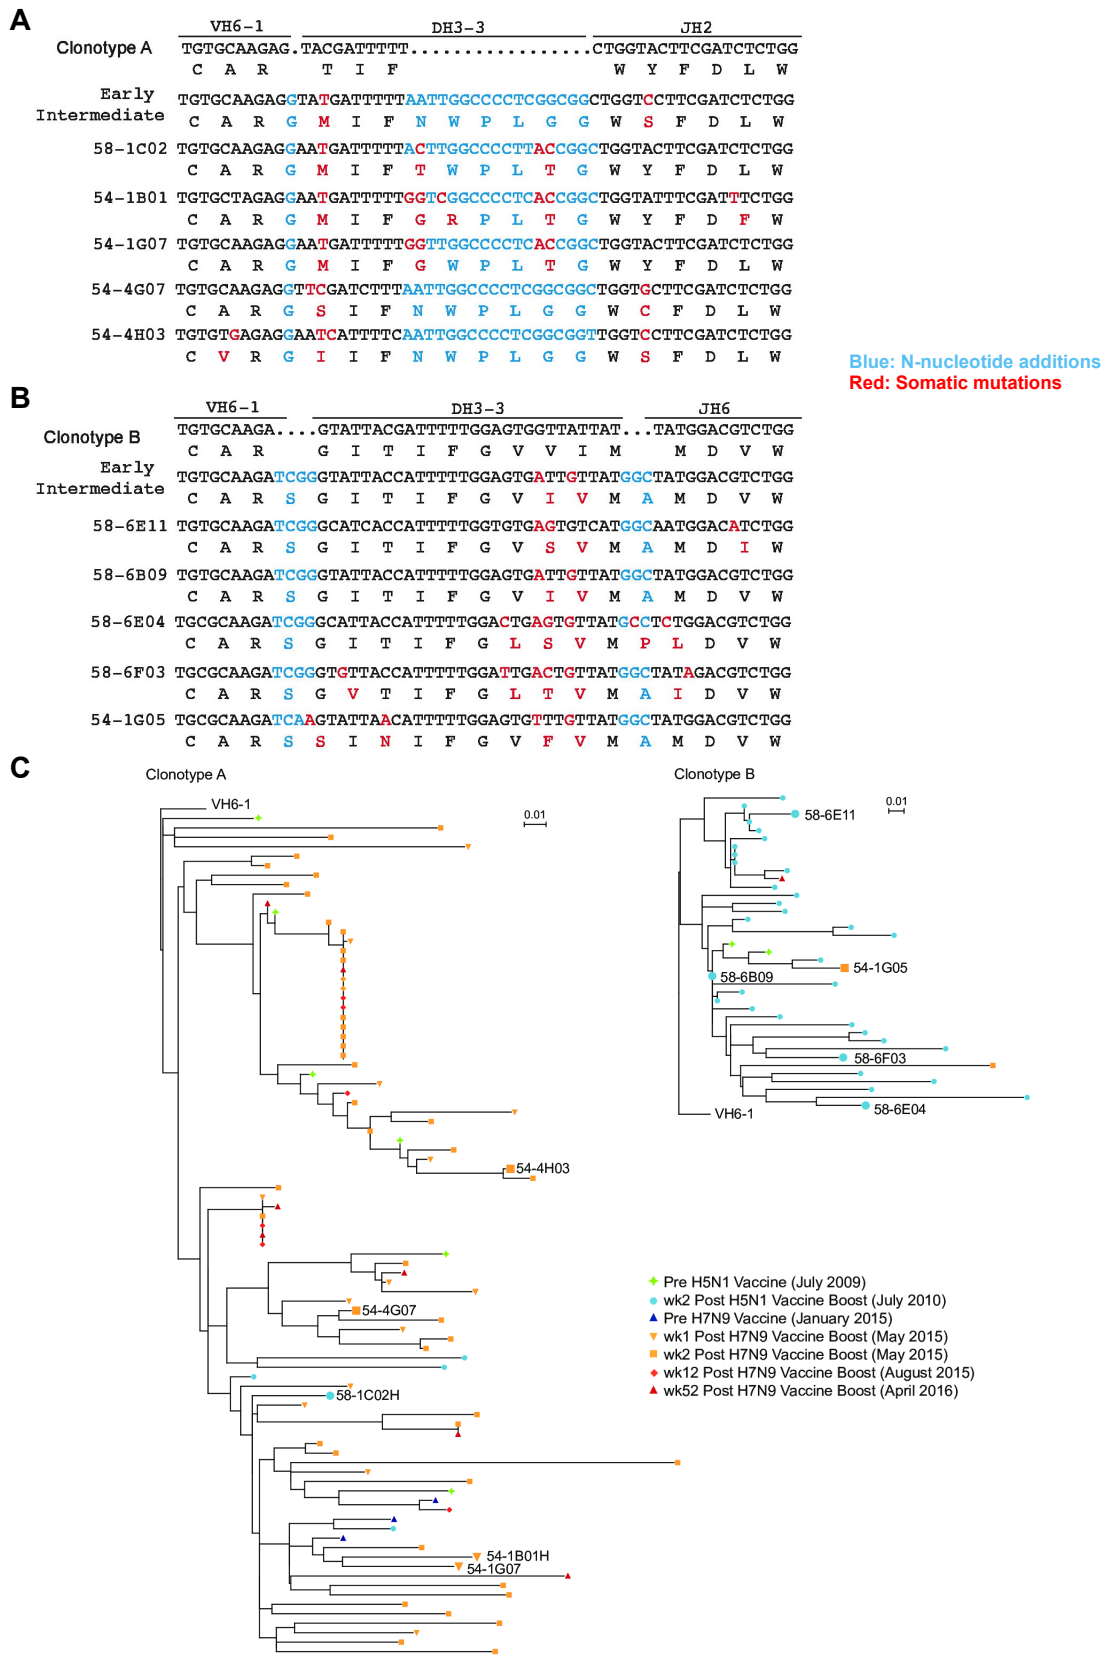 A
VH6-1 DH3-3 JH2
Clonotype A TGTGCAAGAG.TACGATTTTT.................CTGGTACTTCGATCTCTGG
C A R T I F W Y F D L W
Early Intermediate TGTGCAAGAGGTATGATTTTTAATTGGCCCCTCGGCGGCTGGTCCTTCGATCTCTGG
C A R G M I F N W P L G G W S F D L W
58-1C02 TGTGCAAGAGGAATGATTTTTACTTGGCCCCTTACCGGCTGGTACTTCGATCTCTGG
C A R G M I F T W P L T G W Y F D L W
54-1B01 TGTGCTAGAGGAATGATTTTTGGTCGGCCCCTCACCGGCTGGTATTTCGATTTCTGG
C A R G M I F G R P L T G W Y F D F W
54-1G07 TGTGCAAGAGGAATGATTTTTGGTTGGCCCCTCACCGGCTGGTACTTCGATCTCTGG
C A R G M I F G W P L T G W Y F D L W
54-4G07 TGTGCAAGAGGTTCGATCTTTAATTGGCCCCTCGGCGGCTGGTGCTTCGATCTCTGG
C A R G S I F N W P L G G W C F D L W
54-4H03 TGTGTGAGAGGAATCATTTTCAATTGGCCCCTCGGCGGTTGGTCCTTCGATCTCTGG
C V R G I I F N W P L G G W S F D L W
Blue: N-nucleotide additions
Red: Somatic mutations
B
VH6-1 DH3-3 JH6
Clonotype B TGTGCAAGA....GTATTACGATTTTTGGAGTGGTTATTAT...TATGGACGTCTGG
C A R G I T I F G V V I M M D V W
Early Intermediate TGTGCAAGATCGGGTATTACCATTTTTGGAGTGATTGTTATGGCTATGGACGTCTGG
C A R S G I T I F G V I V M A M D V W
58-6E11 TGTGCAAGATCGGGCATCACCATTTTTGGTGTGAGTGTCATGGCAATGGACATCTGG
C A R S G I T I F G V S V M A M D I W
58-6B09 TGTGCAAGATCGGGTATTACCATTTTTGGAGTGATTGTTATGGCTATGGACGTCTGG
C A R S G I T I F G V I V M A M D V W
58-6E04 TGCGCAAGATCGGGCATTACCATTTTTGGACTGAGTGTTATGCCTCTGGACGTCTGG
C A R S G I T I F G L S V M P L D V W
58-6F03 TGCGCAAGATCGGGTGTTACCATTTTTGGATTGACTGTTATGGCTATAGACGTCTGG
C A R S G V T I F G L T V M A I D V W
54-1G05 TGCGCAAGATCAAGTATTAACATTTTTGGAGTGTTTGTTATGGCTATGGACGTCTGG
C A R S S I N I F G V F V M A M D V W
C
Clonotype A
VH6-1
0.01
54-4H03
54-4G07
58-1C02H
54-1B01H
54-1G07
Clonotype B
0.01
58-6E11
54-1G05
58-6B09
58-6F03
58-6E04
VH6-1
Pre H5N1 Vaccine (July 2009)
wk2 Post H5N1 Vaccine Boost (July 2010)
Pre H7N9 Vaccine (January 2015)
wk1 Post H7N9 Vaccine Boost (May 2015)
wk2 Post H7N9 Vaccine Boost (May 2015)
wk12 Post H7N9 Vaccine Boost (August 2015)
wk52 Post H7N9 Vaccine Boost (April 2016)